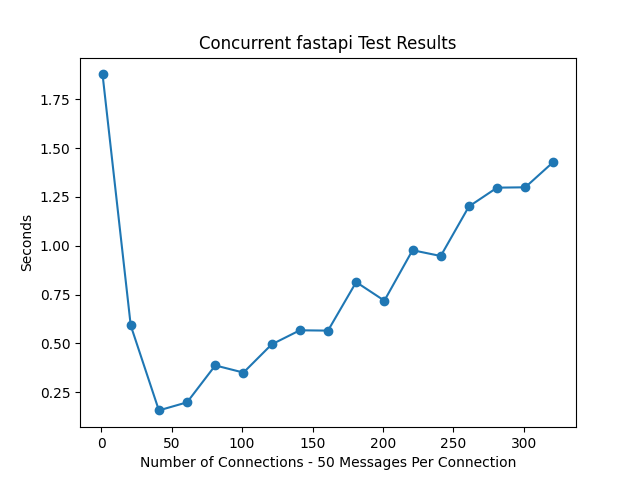 Concurrent fastapi Test Results
Seconds
1.75
1.50
1.25
1.00
0.75
0.50
0.25
0 50 100 150 200 250 300
Number of Connections - 50 Messages Per Connection